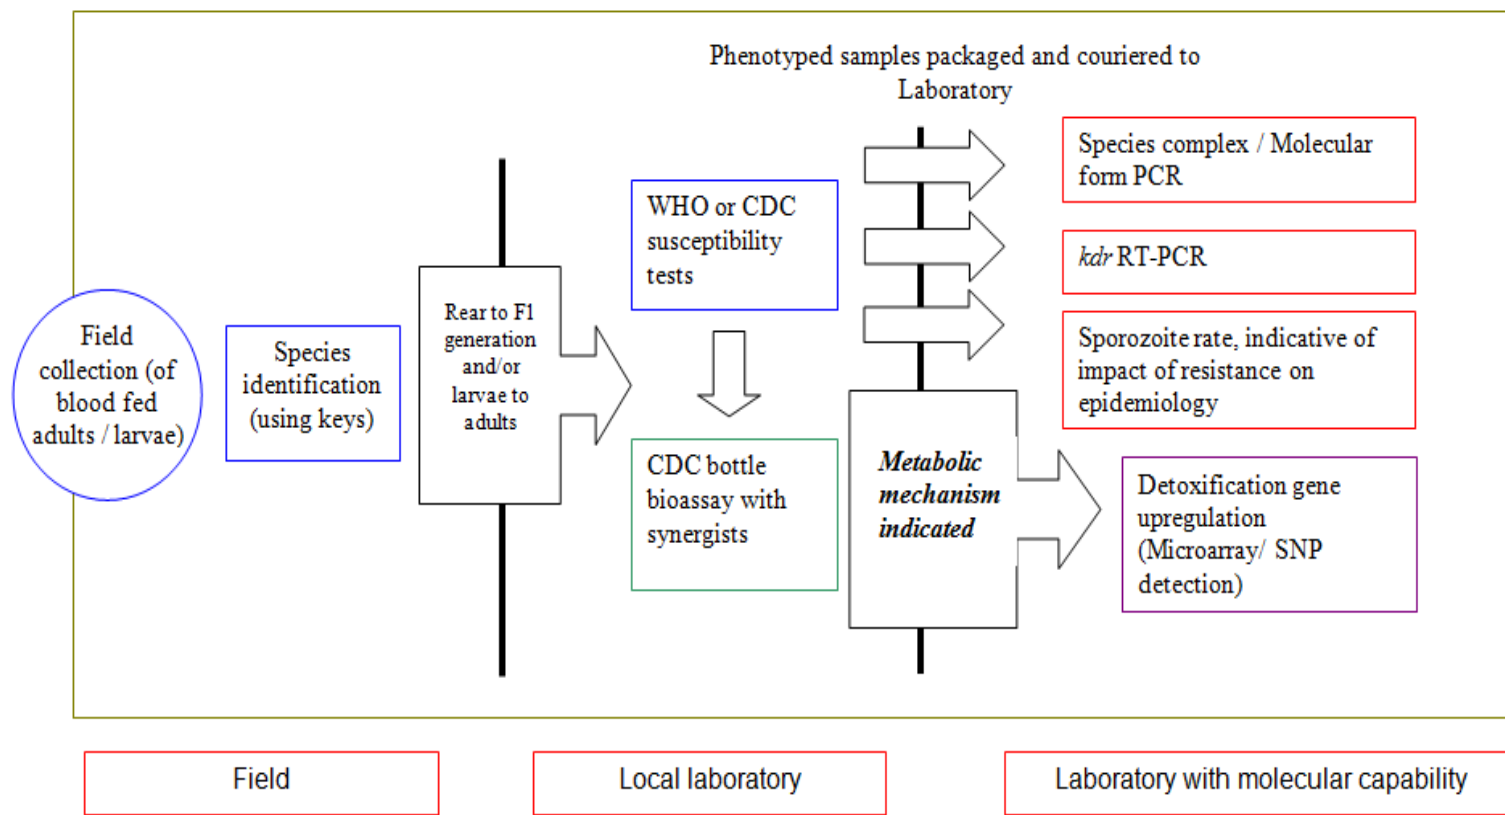 Phenotyped samples packaged and couriered to
Laboratory
Field
collection (of
blood fed
adults / larvae)
Species
identification
(using keys)
Rear to F1
generation
and/or
larvae to
adults
WHO or CDC
susceptibility
tests
CDC bottle
bioassay with
synergists
Metabolic
mechanism
indicated
Species complex / Molecular
form PCR
kdr RT-PCR
Sporozoite rate, indicative of
impact of resistance on
epidemiology
Detoxification gene
upregulation
(Microarray/ SNP
detection)
Field
Local laboratory
Laboratory with molecular capability